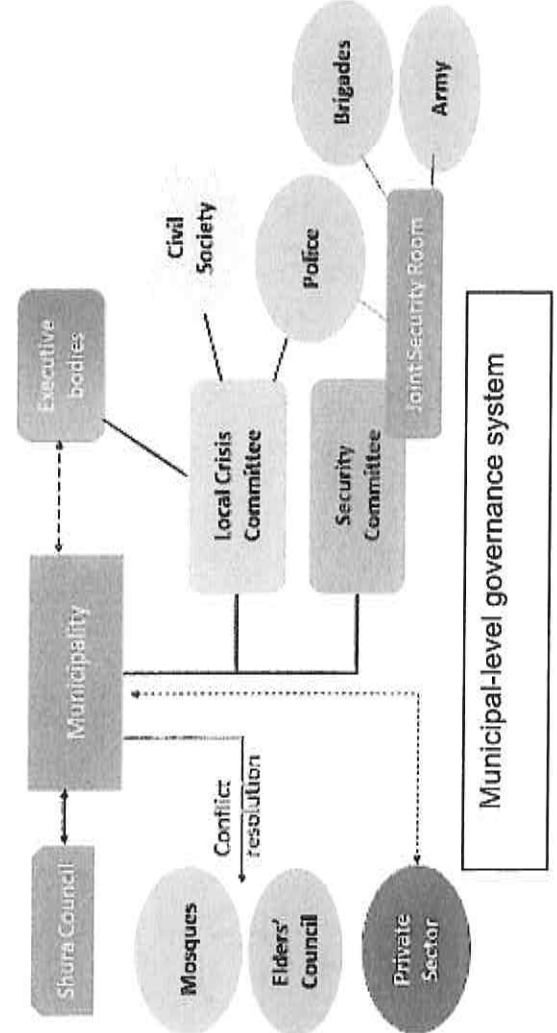 Shura Council
Municipality
Executive
bodies
Conflict
resolution
Mosques
Elders'
Council
Private
Sector
Local Crisis
Committee
Civil
Society
Police
Security
Committee
Joint Security Room
Brigades
Army
Municipal-level governance system